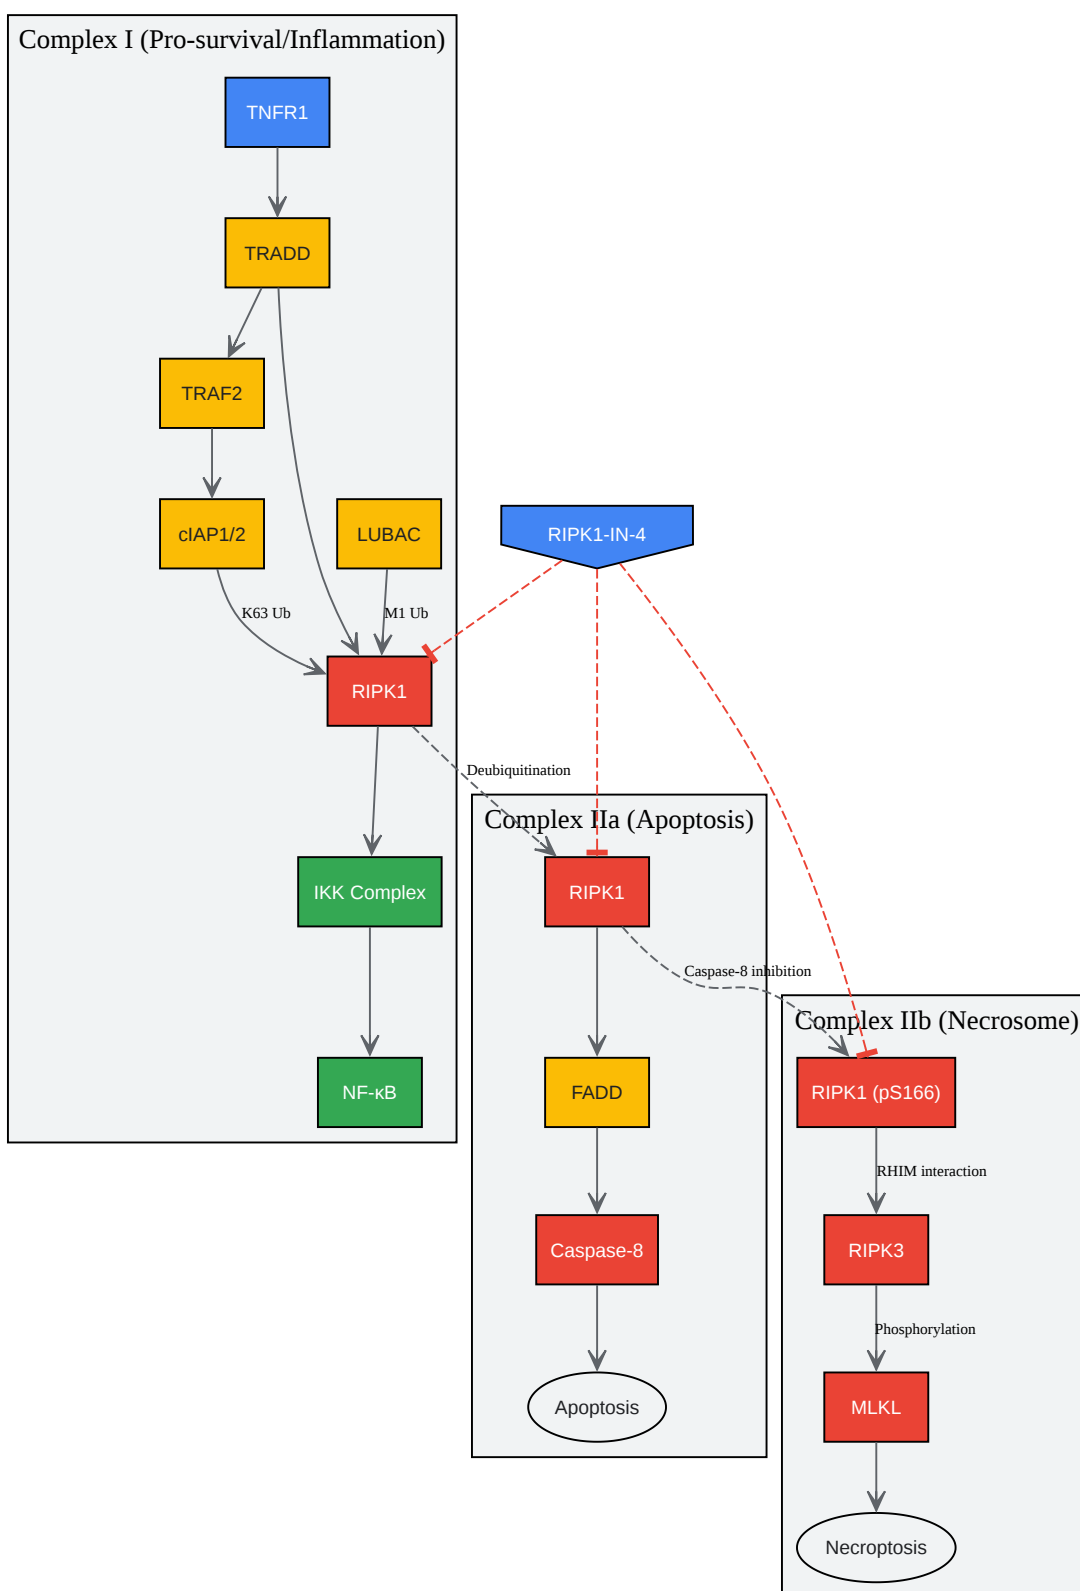 Complex I (Pro-survival/Inflammation)
TNFR1
TRADD
TRAF2
cIAP1/2
LUBAC
RIPK1-IN-4
K63 Ub
M1 Ub
RIPK1
Deubiquitination
Complex IIa (Apoptosis)
IKK Complex
RIPK1
Caspase-8 inhibition
Complex IIb (Necrosome)
NF-κB
FADD
RIPK1 (pS166)
RHIM interaction
Caspase-8
RIPK3
Phosphorylation
Apoptosis
MLKL
Necroptosis